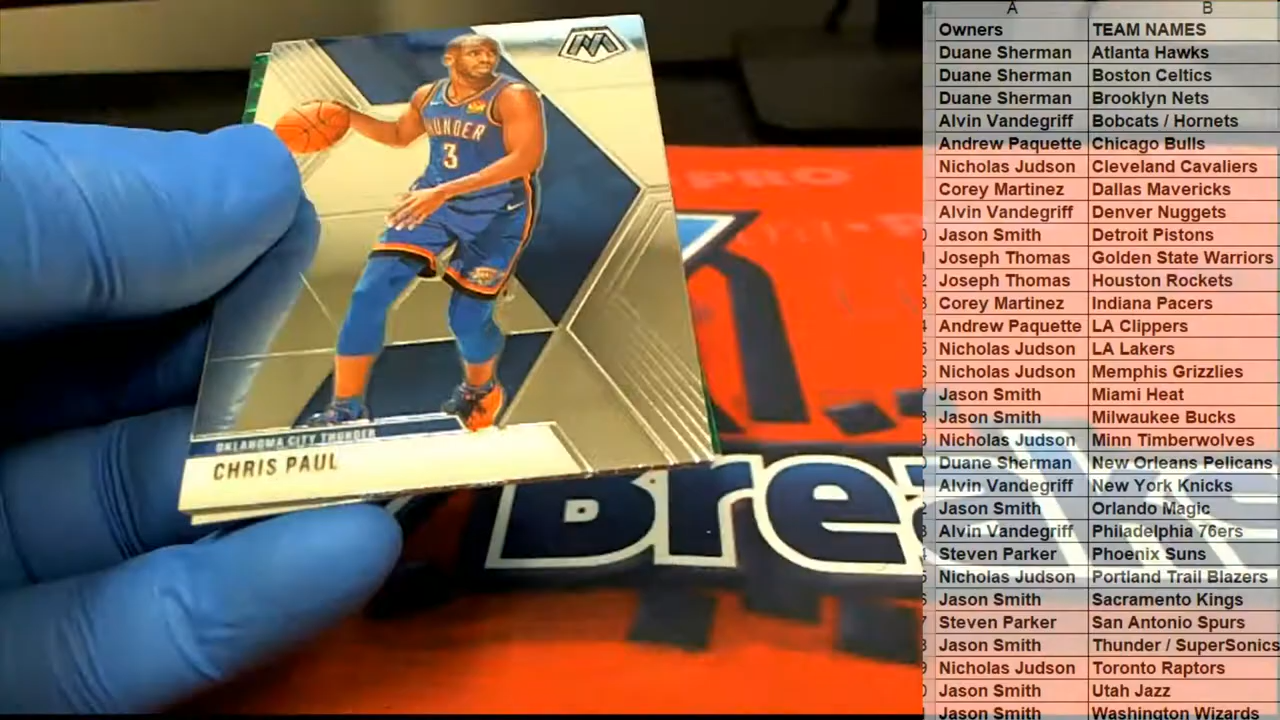 THUNDER
3
OKLAHOMA CITY THUNDER
CHRIS PAUL
PRO
Breake
A B
Owners TEAM NAMES
Duane Sherman Atlanta Hawks
Duane Sherman Boston Celtics
Duane Sherman Brooklyn Nets
Alvin Vandegriff Bobcats / Hornets
Andrew Paquette Chicago Bulls
Nicholas Judson Cleveland Cavaliers
Corey Martinez Dallas Mavericks
Alvin Vandegriff Denver Nuggets
Jason Smith Detroit Pistons
Joseph Thomas Golden State Warriors
Joseph Thomas Houston Rockets
Corey Martinez Indiana Pacers
Andrew Paquette LA Clippers
Nicholas Judson LA Lakers
Nicholas Judson Memphis Grizzlies
Jason Smith Miami Heat
Jason Smith Milwaukee Bucks
Nicholas Judson Minn Timberwolves
Duane Sherman New Orleans Pelicans
Alvin Vandegriff New York Knicks
Jason Smith Orlando Magic
Alvin Vandegriff Philadelphia 76ers
Steven Parker Phoenix Suns
Nicholas Judson Portland Trail Blazers
Jason Smith Sacramento Kings
Steven Parker San Antonio Spurs
Jason Smith Thunder / SuperSonics
Nicholas Judson Toronto Raptors
Jason Smith Utah Jazz
Jason Smith Washington Wizards